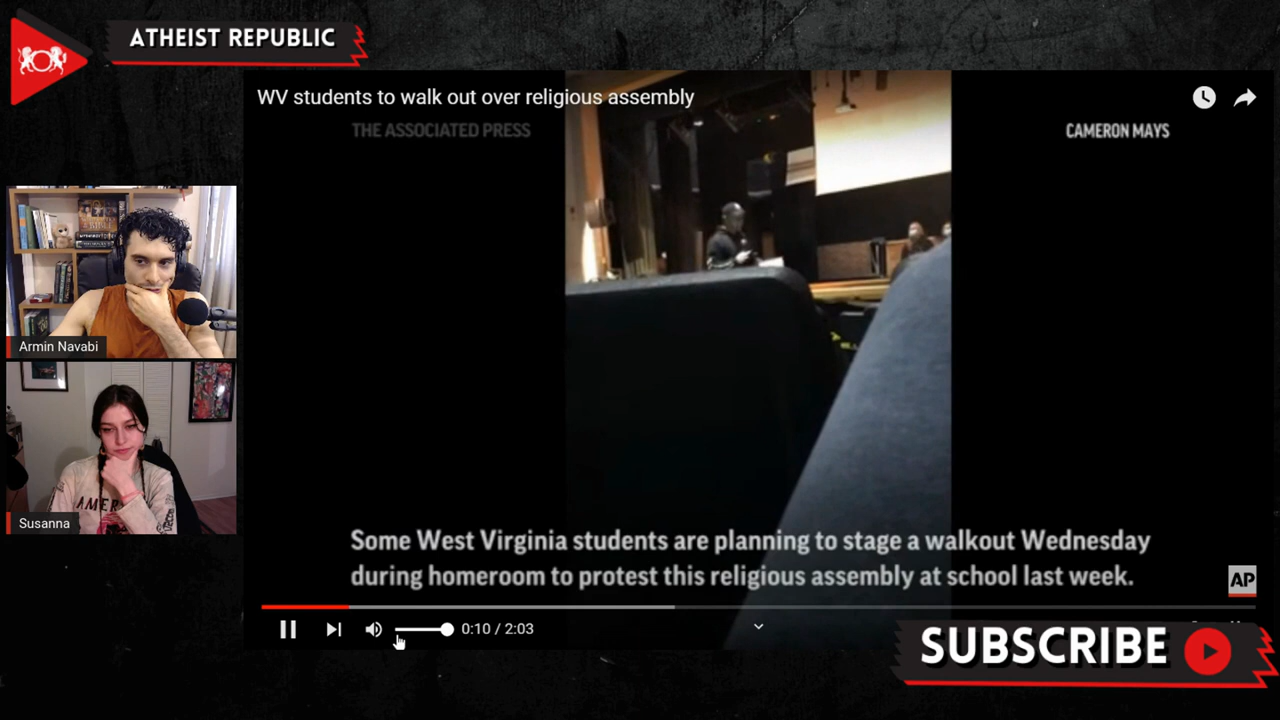 ATHEIST REPUBLIC
WV students to walk out over religious assembly
THE ASSOCIATED PRESS
CAMERON MAYS
Armin Navabi
AMER
Susanna
Some West Virginia students are planning to stage a walkout Wednesday
during homeroom to protest this religious assembly at school last week.
AP
0:10 / 2:03
SUBSCRIBE